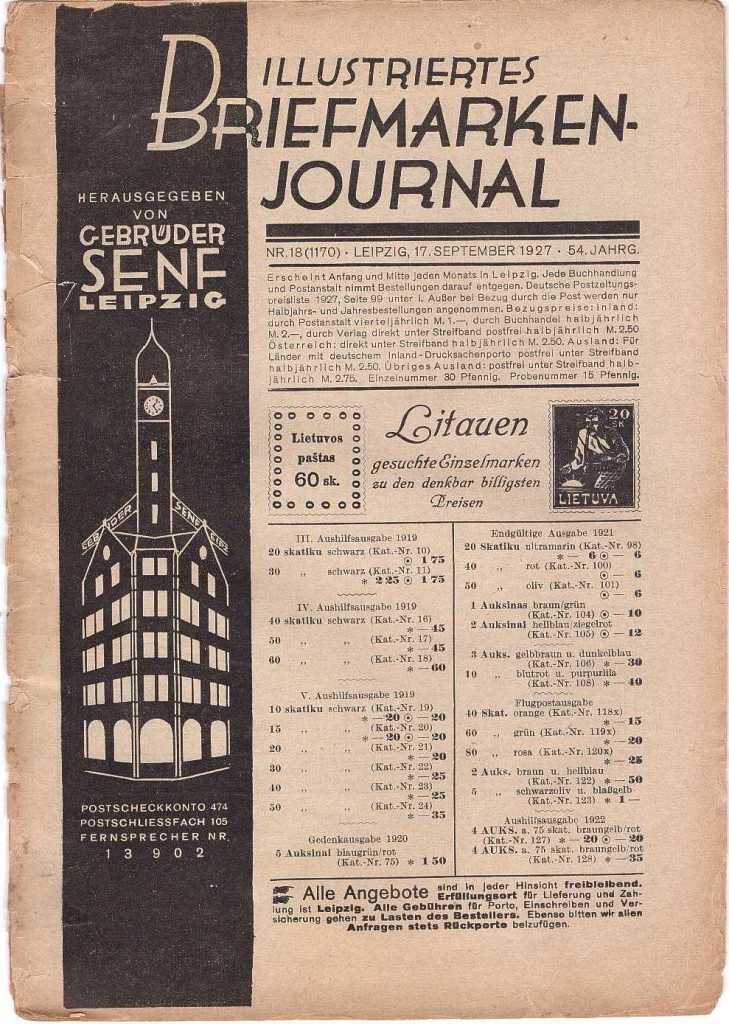 ILLUSTRIERTES
BRIEFMARKEN-
JOURNAL
HERAUSGEGEBEN
VON
GEBRÜDER
SENF
LEIPZIG
GEBRÜDER SENF LEIPZ
POSTSCHECKKONTO 474
POSTSCHLIESSFACH 105
FERNSPRECHER NR.
13902
NR. 18 (1170) · LEIPZIG, 17. SEPTEMBER 1927 · 54. JAHRG.
Erscheint Anfang und Mitte jeden Monats in Leipzig. Jede Buchhandlung
und Postanstalt nimmt Bestellungen darauf entgegen. Deutsche Postzeitungs-
preisliste 1927, Seite 99 unter I. Außer bei Bezug durch die Post werden nur
Halbjahrs- und Jahresbestellungen angenommen. Bezugspreise: Inland:
durch Postanstalt vierteljährlich M. 1.—, durch Buchhandel halbjährlich
M. 2.—, durch Verlag direkt unter Streifband postfrei halbjährlich M. 2.50
Österreich: direkt unter Streifband halbjährlich M. 2.50. Ausland: Für
Länder mit deutschem Inland-Drucksachenporto postfrei unter Streifband
halbjährlich M. 2.50. Übriges Ausland: postfrei unter Streifband halb-
jährlich M. 2.75. Einzelnummer 30 Pfennig. Probenummer 15 Pfennig.
Lietuvos
paštas
60 sk.
Litauen
gesuchte Einzelmarken
zu den denkbar billigsten
Preisen
20
SK
LIETUVA
III. Aushilfsausgabe 1919
20 skatiku schwarz (Kat.-Nr. 10)
⊙ 1 75
30 „ schwarz (Kat.-Nr. 11)
* 2 25 ⊙ 1 75
IV. Aushilfsausgabe 1919
40 skatiku schwarz (Kat.-Nr. 16)
* —45
50 „ „ (Kat.-Nr. 17)
* —45
60 „ „ (Kat.-Nr. 18)
* —60
V. Aushilfsausgabe 1919
10 skatiku schwarz (Kat.-Nr. 19)
* —20 ⊙ —20
15 „ „ (Kat.-Nr. 20)
* —20 ⊙ —20
20 „ „ (Kat.-Nr. 21)
* —20
30 „ „ (Kat.-Nr. 22)
* —25
40 „ „ (Kat.-Nr. 23)
* —25
50 „ „ (Kat.-Nr. 24)
* —35
Gedenkausgabe 1920
5 Auksinai blaugrün/rot
(Kat.-Nr. 75) * 1 50
Endgültige Ausgabe 1921
20 Skatiku ultramarin (Kat.-Nr. 98)
* — 6 ⊙ — 6
40 „ rot (Kat.-Nr. 100)
⊙ — 6
50 „ oliv (Kat.-Nr. 101)
⊙ — 6
1 Auksinas braun/grün
(Kat.-Nr. 104) ⊙ —10
2 Auksinai hellblau/ziegelrot
(Kat.-Nr. 105) ⊙ —12
3 Auks. gelbbraun u. dunkelblau
(Kat.-Nr. 106) * —30
10 „ blutrot u. purpurlila
(Kat.-Nr. 108) * —40
Flugpostausgabe
40 Skat. orange (Kat.-Nr. 118x)
* —15
60 „ grün (Kat.-Nr. 119x)
* —20
80 „ rosa (Kat.-Nr. 120x)
* —25
2 Auks. braun u. hellblau
(Kat.-Nr. 122) * —50
5 „ schwarzoliv u. blaßgelb
(Kat.-Nr. 123) * 1 —
Aushilfsausgabe 1922
4 AUKS. a. 75 skat. braungelb/rot
(Kat.-Nr. 127) * —20 ⊙ —20
4 AUKS. a. 75 skat. braungelb/rot
(Kat.-Nr. 128) * —35
Alle Angebote sind in jeder Hinsicht freibleibend.
Erfüllungsort für Lieferung und Zah-
lung ist Leipzig. Alle Gebühren für Porto, Einschreiben und Ver-
sicherung gehen zu Lasten des Bestellers. Ebenso bitten wir allen
Anfragen stets Rückporto beizufügen.